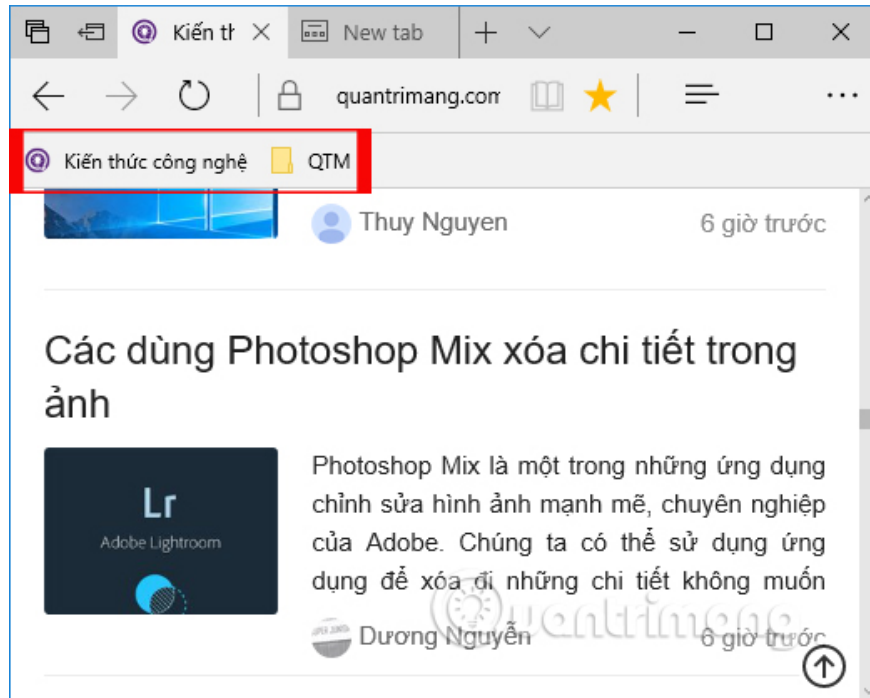 Kiến th
New tab
quantrimang.com
Kiến thức công nghệ
QTM
Thuy Nguyen
6 giờ trước
Các dùng Photoshop Mix xóa chi tiết trong
ảnh
Lr
Adobe Lightroom
Photoshop Mix là một trong những ứng dụng
chỉnh sửa hình ảnh mạnh mẽ, chuyên nghiệp
của Adobe. Chúng ta có thể sử dụng ứng
dụng để xóa đi những chi tiết không muốn
Dương Nguyễn
6 giờ trước
Quantrimang